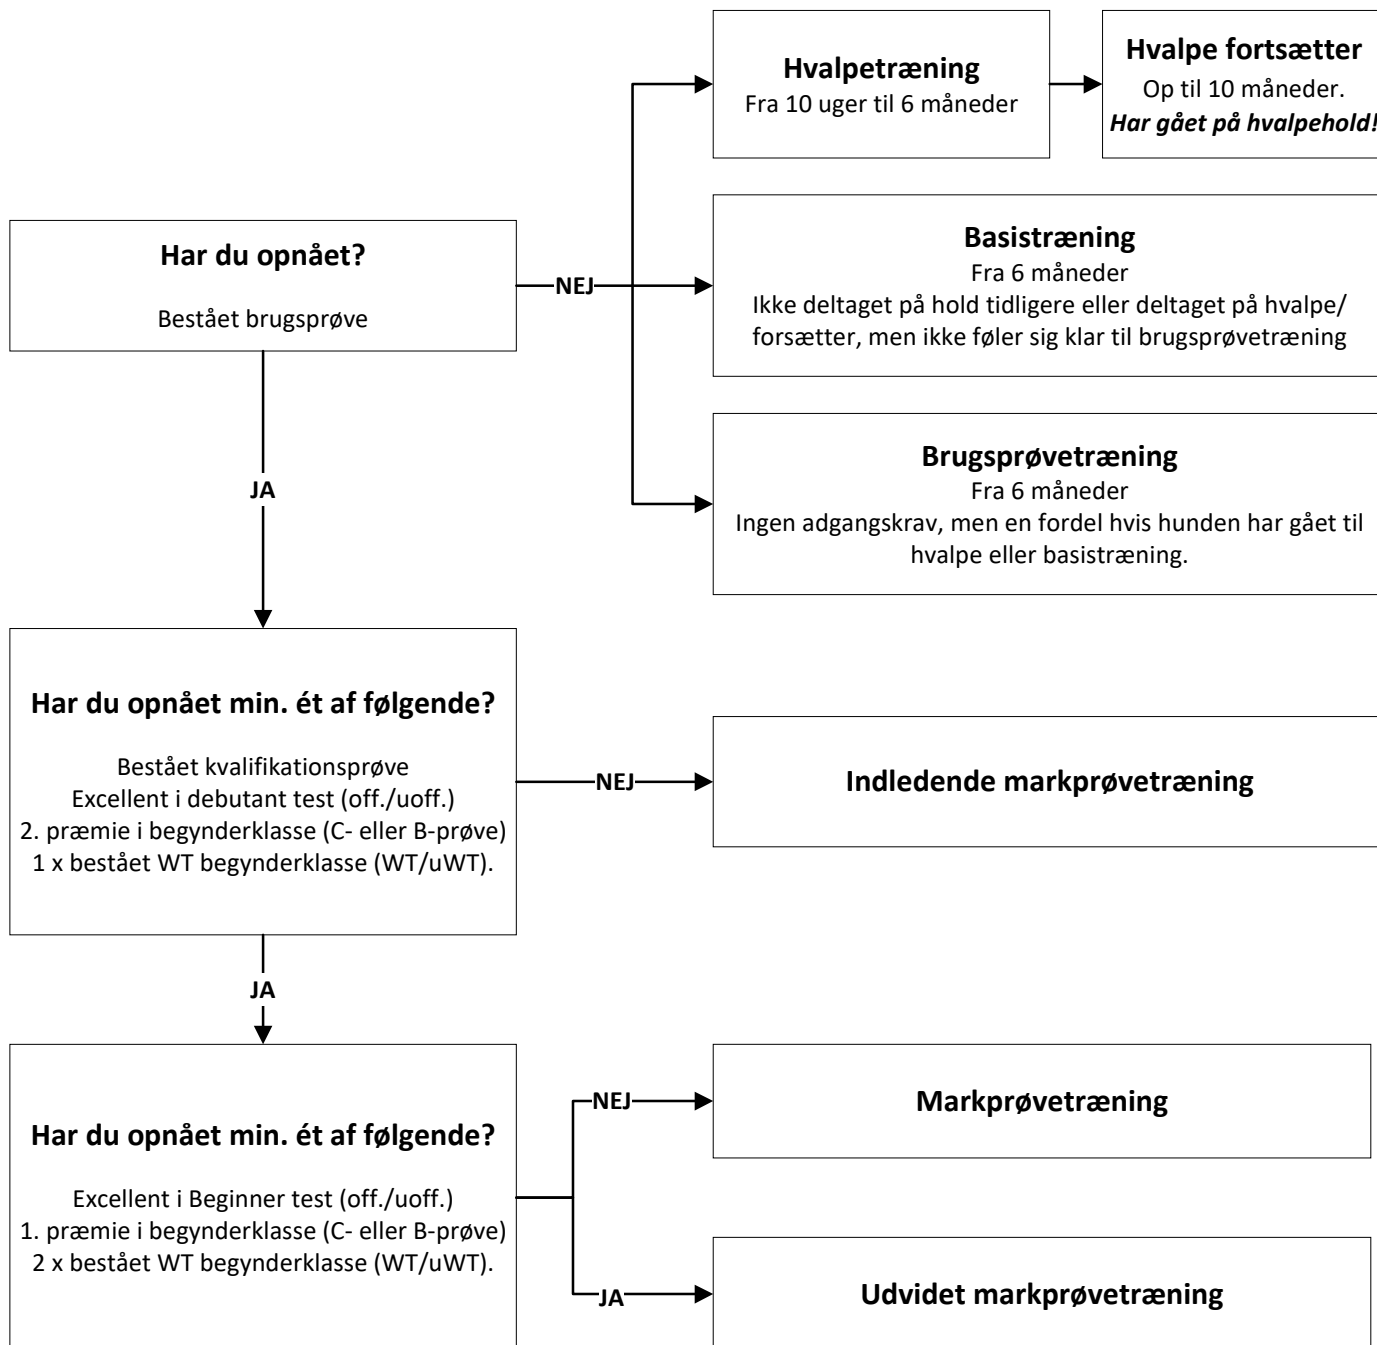 Hvalpetræning
Fra 10 uger til 6 måneder
Hvalpe fortsætter
Op til 10 måneder.
Har gået på hvalpehold!
Har du opnået?
Bestået brugsprøve
NEJ
Basistræning
Fra 6 måneder
Ikke deltaget på hold tidligere eller deltaget på hvalpe/
forsætter, men ikke føler sig klar til brugsprøvetræning
Brugsprøvetræning
Fra 6 måneder
Ingen adgangskrav, men en fordel hvis hunden har gået til
hvalpe eller basistræning.
JA
Har du opnået min. ét af følgende?
Bestået kvalifikationsprøve
Excellent i debutant test (off./uoff.)
2. præmie i begynderklasse (C- eller B-prøve)
1 x bestået WT begynderklasse (WT/uWT).
NEJ
Indledende markprøvetræning
JA
Har du opnået min. ét af følgende?
Excellent i Beginner test (off./uoff.)
1. præmie i begynderklasse (C- eller B-prøve)
2 x bestået WT begynderklasse (WT/uWT).
NEJ
Markprøvetræning
JA
Udvidet markprøvetræning